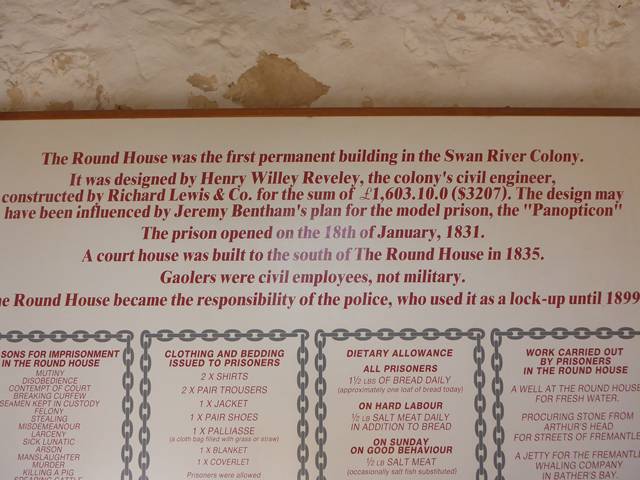 The Round House was the first permanent building in the Swan River Colony.
It was designed by Henry Willey Reveley, the colony's civil engineer,
constructed by Richard Lewis & Co. for the sum of £1,603.10.0 ($3207). The design may
have been influenced by Jeremy Bentham's plan for the model prison, the "Panopticon"
The prison opened on the 18th of January, 1831.
A court house was built to the south of The Round House in 1835.
Gaolers were civil employees, not military.
he Round House became the responsibility of the police, who used it as a lock-up until 1899
SONS FOR IMPRISONMENT
IN THE ROUND HOUSE
MUTINY
DISOBEDIENCE
CONTEMPT OF COURT
BREAKING CURFEW
SEAMEN KEPT IN CUSTODY
FELONY
STEALING
MISDEMEANOUR
LARCENY
SICK LUNATIC
ARSON
MANSLAUGHTER
MURDER
KILLING A PIG
SPEARING CATTLE
CLOTHING AND BEDDING
ISSUED TO PRISONERS
2 X SHIRTS
2 X PAIR TROUSERS
1 X JACKET
1 X PAIR SHOES
1 X PALLIASSE
(a cloth bag filled with grass or straw)
1 X BLANKET
1 X COVERLET
Prisoners were allowed
DIETARY ALLOWANCE
ALL PRISONERS
1½ LBS OF BREAD DAILY
(approximately one loaf of bread today)
ON HARD LABOUR
½ LB SALT MEAT DAILY
IN ADDITION TO BREAD
ON SUNDAY
ON GOOD BEHAVIOUR
½ LB SALT MEAT
(occasionally salt fish substituted)
WORK CARRIED OUT
BY PRISONERS
IN THE ROUND HOUSE
A WELL AT THE ROUND HOUSE
FOR FRESH WATER.
PROCURING STONE FROM
ARTHUR'S HEAD
FOR STREETS OF FREMANTLE
A JETTY FOR THE FREMANTLE
WHALING COMPANY
IN BATHER'S BAY.